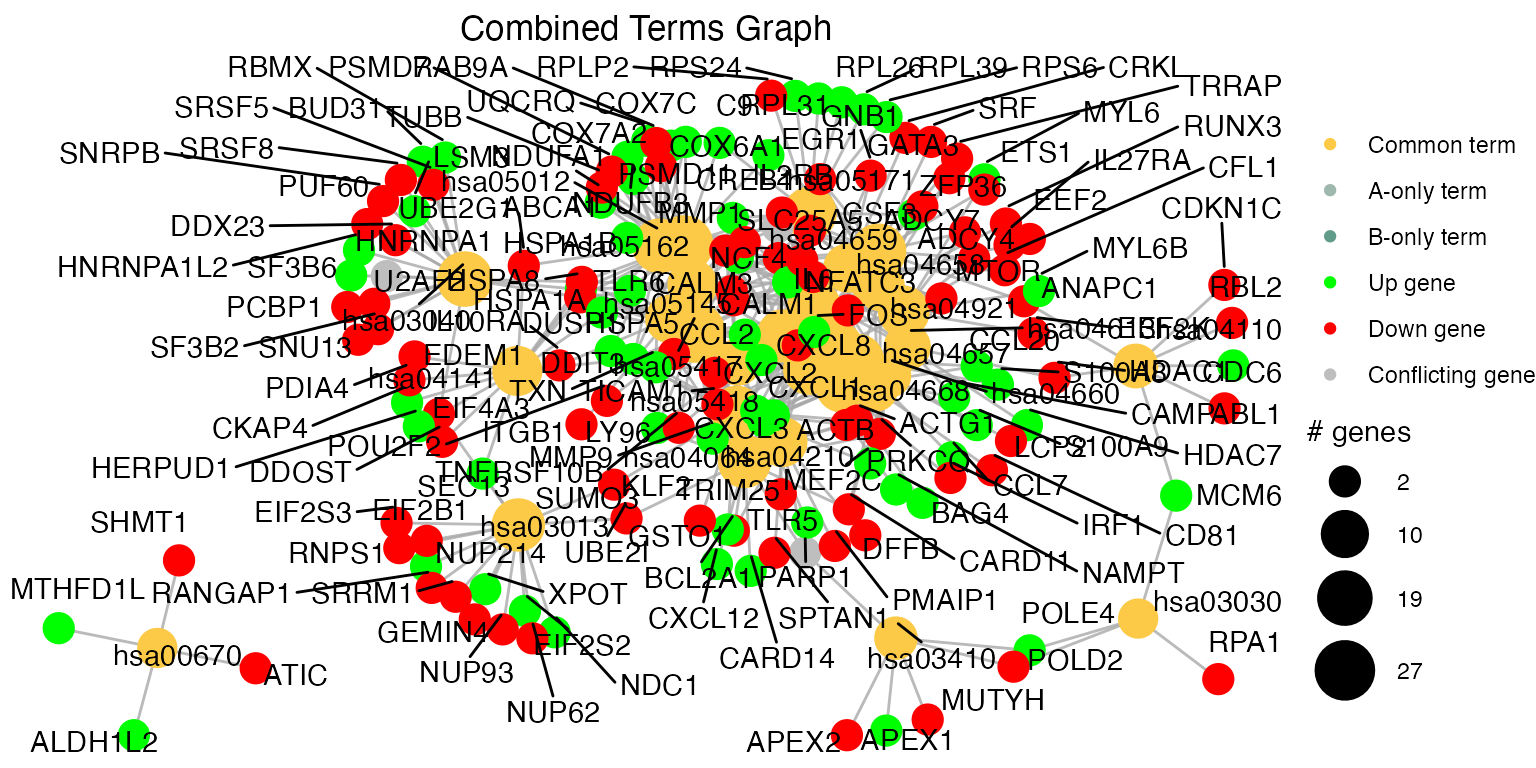 Combined Terms Graph
RBMX
PSMD7
RAB9A
RPLP2
RPS24
RPL26
RPL39
RPS6
CRKL
TRRAP
SRSF5
BUD31
TUBB
UQCRQ
COX7C
C9
RPL31
GNB1
SRF
MYL6
RUNX3
SNRPB
SRSF8
LSM3
NDUFA1
COX7A2
COX6A1
EGR1
GATA3
ETS1
IL27RA
CFL1
PUF60
hsa05012
PSMD11
CREB1
IL2RB
hsa05171
ZFP36
EEF2
CDKN1C
DDX23
UBE2G1
ABCA1
NDUFB3
MMP1
SLC25A5
CSF3
ADCY7
HNRNPA1L2
HNRNPA1
HSPA1B
hsa05162
hsa04659
ADCY4
MYL6B
SF3B6
U2AF2
HSPA8
TLR6
NCF4
hsa04658
MTOR
ANAPC1
RBL2
PCBP1
HSPA1A
CALM3
IL6
NFATC3
hsa03040
IL10RA
DUSP1
HSPA5
hsa05145
CALM1
FOS
hsa04921
hsa04613
EEF2K
hsa04110
SF3B2
SNU13
CCL2
CXCL8
hsa04657
CCL20
PDIA4
EDEM1
hsa04141
TXN
DDIT3
TICAM1
hsa05417
CXCL2
CXCL1
hsa04668
S100A8
HDAC1
CDC6
hsa04660
CKAP4
EIF4A3
ITGB1
LY96
hsa05418
CXCL3
ACTB
ACTG1
CAMP
ABL1
HERPUD1
DDOST
POU2F2
TNFRSF10B
MMP9
hsa04064
hsa04210
PRKCQ
LCP2
S100A9
HDAC7
SEC13
KLF2
TRIM25
MEF2C
CCL7
MCM6
SHMT1
EIF2S3
EIF2B1
SUMO3
hsa03013
UBE2I
GSTO1
TLR5
BAG4
IRF1
CD81
RNPS1
NUP214
DFFB
CARD11
NAMPT
MTHFD1L
RANGAP1
SRRM1
XPOT
BCL2A1
PARP1
PMAIP1
POLE4
hsa03030
GEMIN4
EIF2S2
CXCL12
SPTAN1
hsa00670
ATIC
NUP93
NDC1
CARD14
hsa03410
POLD2
RPA1
NUP62
MUTYH
ALDH1L2
APEX2
APEX1
Common term
A-only term
B-only term
Up gene
Down gene
Conflicting gene
# genes
2
10
19
27